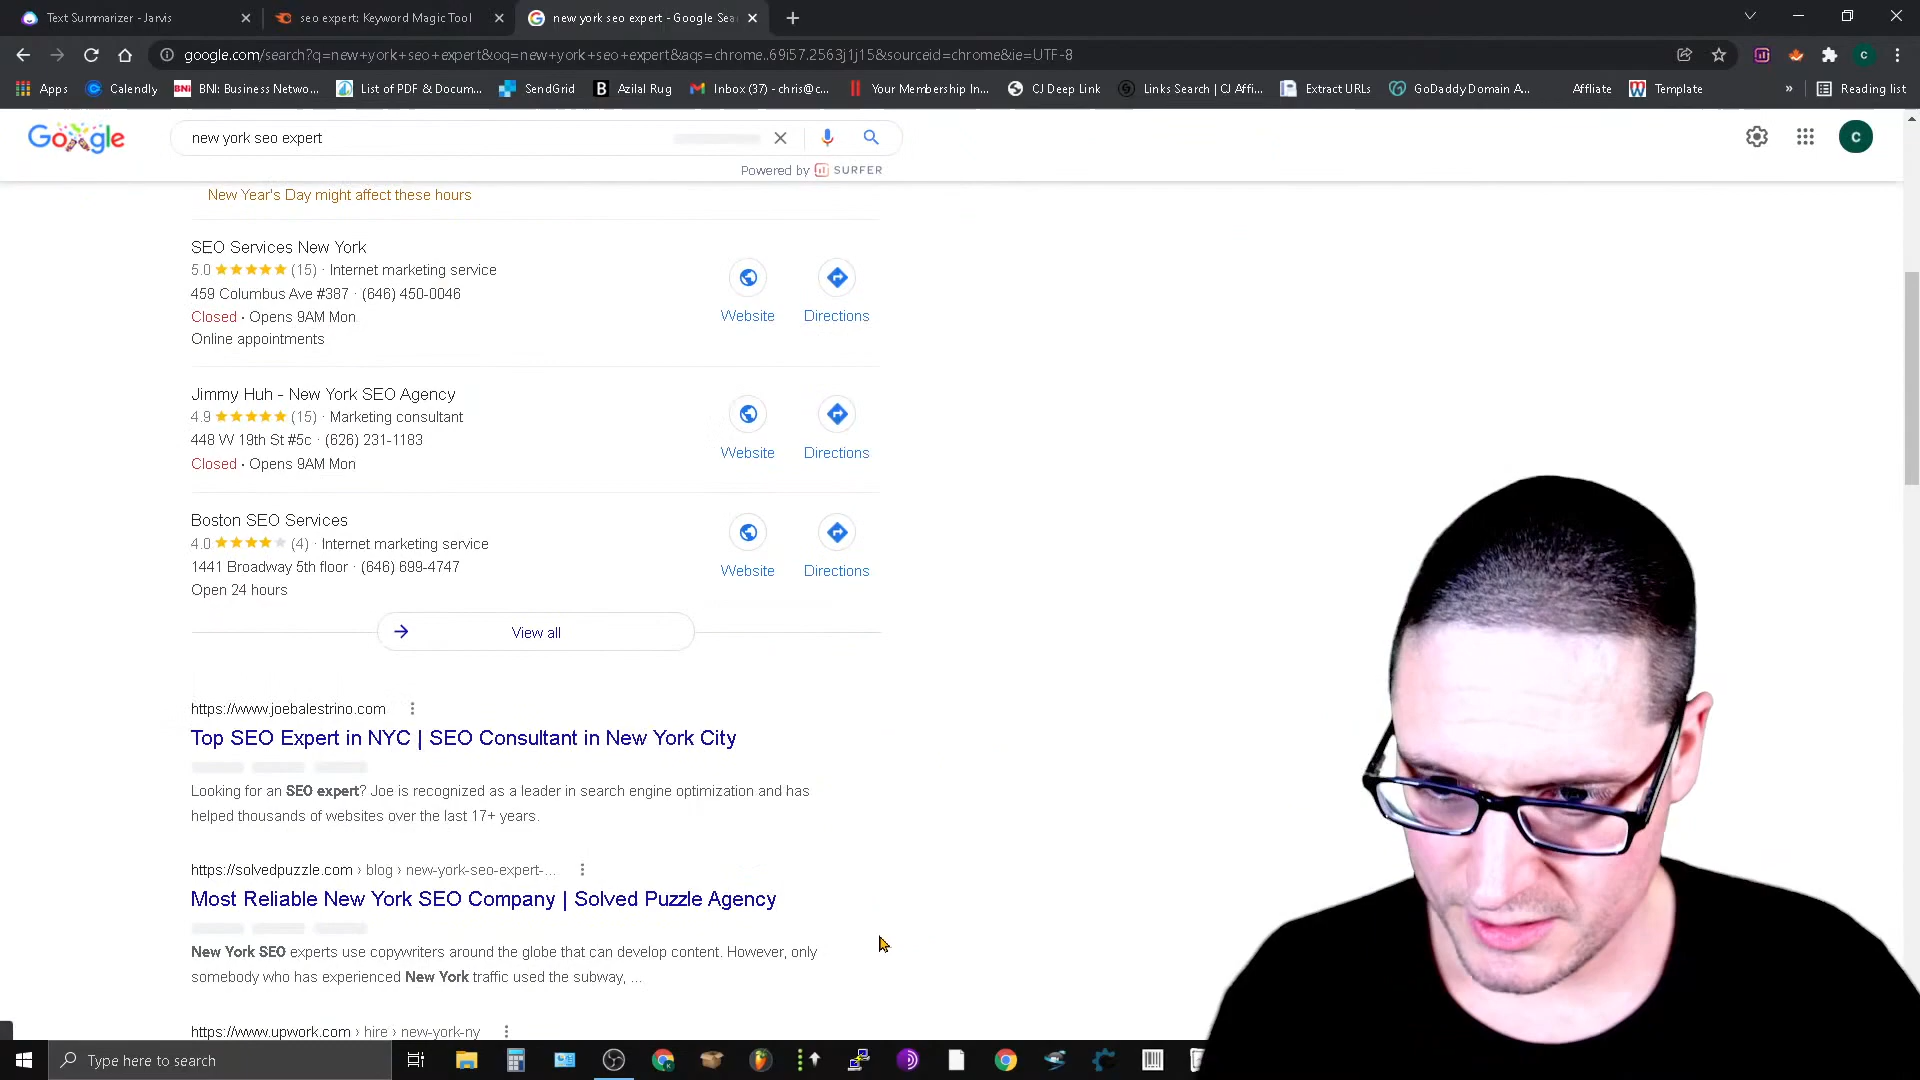 Text Summarizer - Jarvis
seo expert: Keyword Magic Tool
new york seo expert - Google Sea
google.com/search?q=new+york+seo+expert&oq=new+york+seo+expert&aqs=chrome..69i57.2563j1j15&sourceid=chrome&ie=UTF-8
Apps
Calendly
BNI BNI: Business Netwo...
List of PDF & Docum...
SendGrid
B Azilal Rug
Inbox (37) - chris@c...
Your Membership In...
CJ Deep Link
Links Search | CJ Affi...
Extract URLs
GoDaddy Domain A...
Affliate
Template
»
Reading list
Google
new york seo expert
c
Powered by SURFER
New Year's Day might affect these hours
SEO Services New York
5.0 (15) · Internet marketing service
459 Columbus Ave #387 · (646) 450-0046
Closed · Opens 9AM Mon
Online appointments
Website
Directions
Jimmy Huh - New York SEO Agency
4.9 (15) · Marketing consultant
448 W 19th St #5c · (626) 231-1183
Closed · Opens 9AM Mon
Website
Directions
Boston SEO Services
4.0 (4) · Internet marketing service
1441 Broadway 5th floor · (646) 699-4747
Open 24 hours
Website
Directions
View all
https://www.joebalestrino.com
Top SEO Expert in NYC | SEO Consultant in New York City
Looking for an SEO expert? Joe is recognized as a leader in search engine optimization and has
helped thousands of websites over the last 17+ years.
https://solvedpuzzle.com › blog › new-york-seo-expert-...
Most Reliable New York SEO Company | Solved Puzzle Agency
New York SEO experts use copywriters around the globe that can develop content. However, only
somebody who has experienced New York traffic used the subway, ...
https://www.upwork.com › hire › new-york-ny
Type here to search